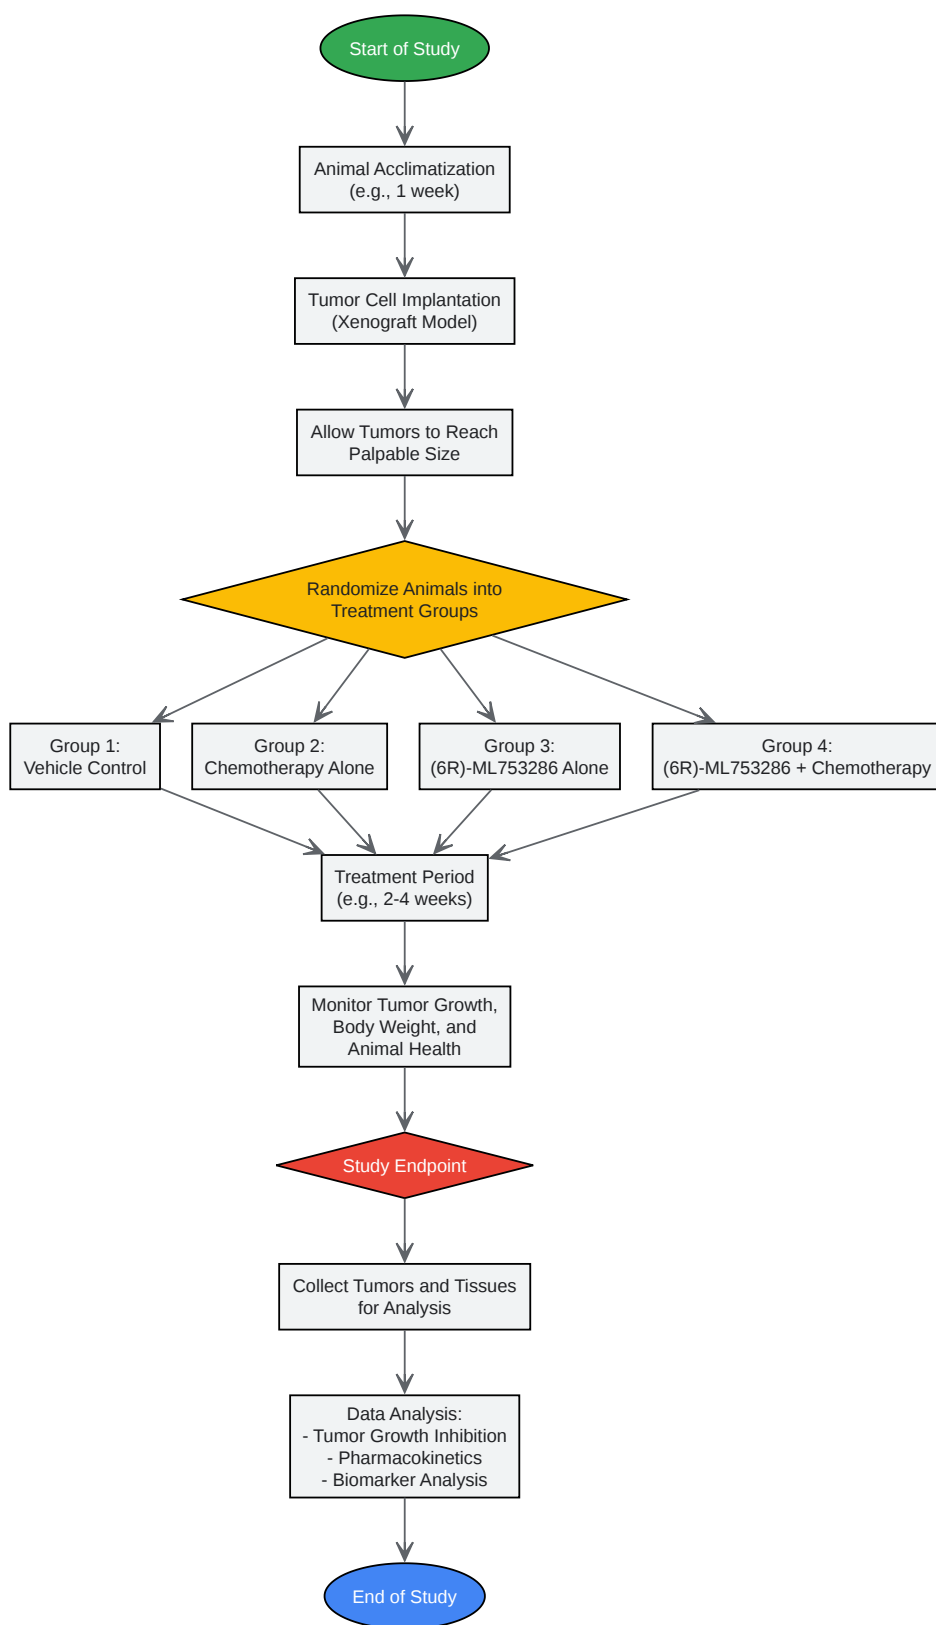 Start of Study
Animal Acclimatization
(e.g., 1 week)
Tumor Cell Implantation
(Xenograft Model)
Allow Tumors to Reach
Palpable Size
Randomize Animals into
Treatment Groups
Group 1:
Vehicle Control
Group 2:
Chemotherapy Alone
Group 3:
(6R)-ML753286 Alone
Group 4:
(6R)-ML753286 + Chemotherapy
Treatment Period
(e.g., 2-4 weeks)
Monitor Tumor Growth,
Body Weight, and
Animal Health
Study Endpoint
Collect Tumors and Tissues
for Analysis
Data Analysis:
- Tumor Growth Inhibition
- Pharmacokinetics
- Biomarker Analysis
End of Study